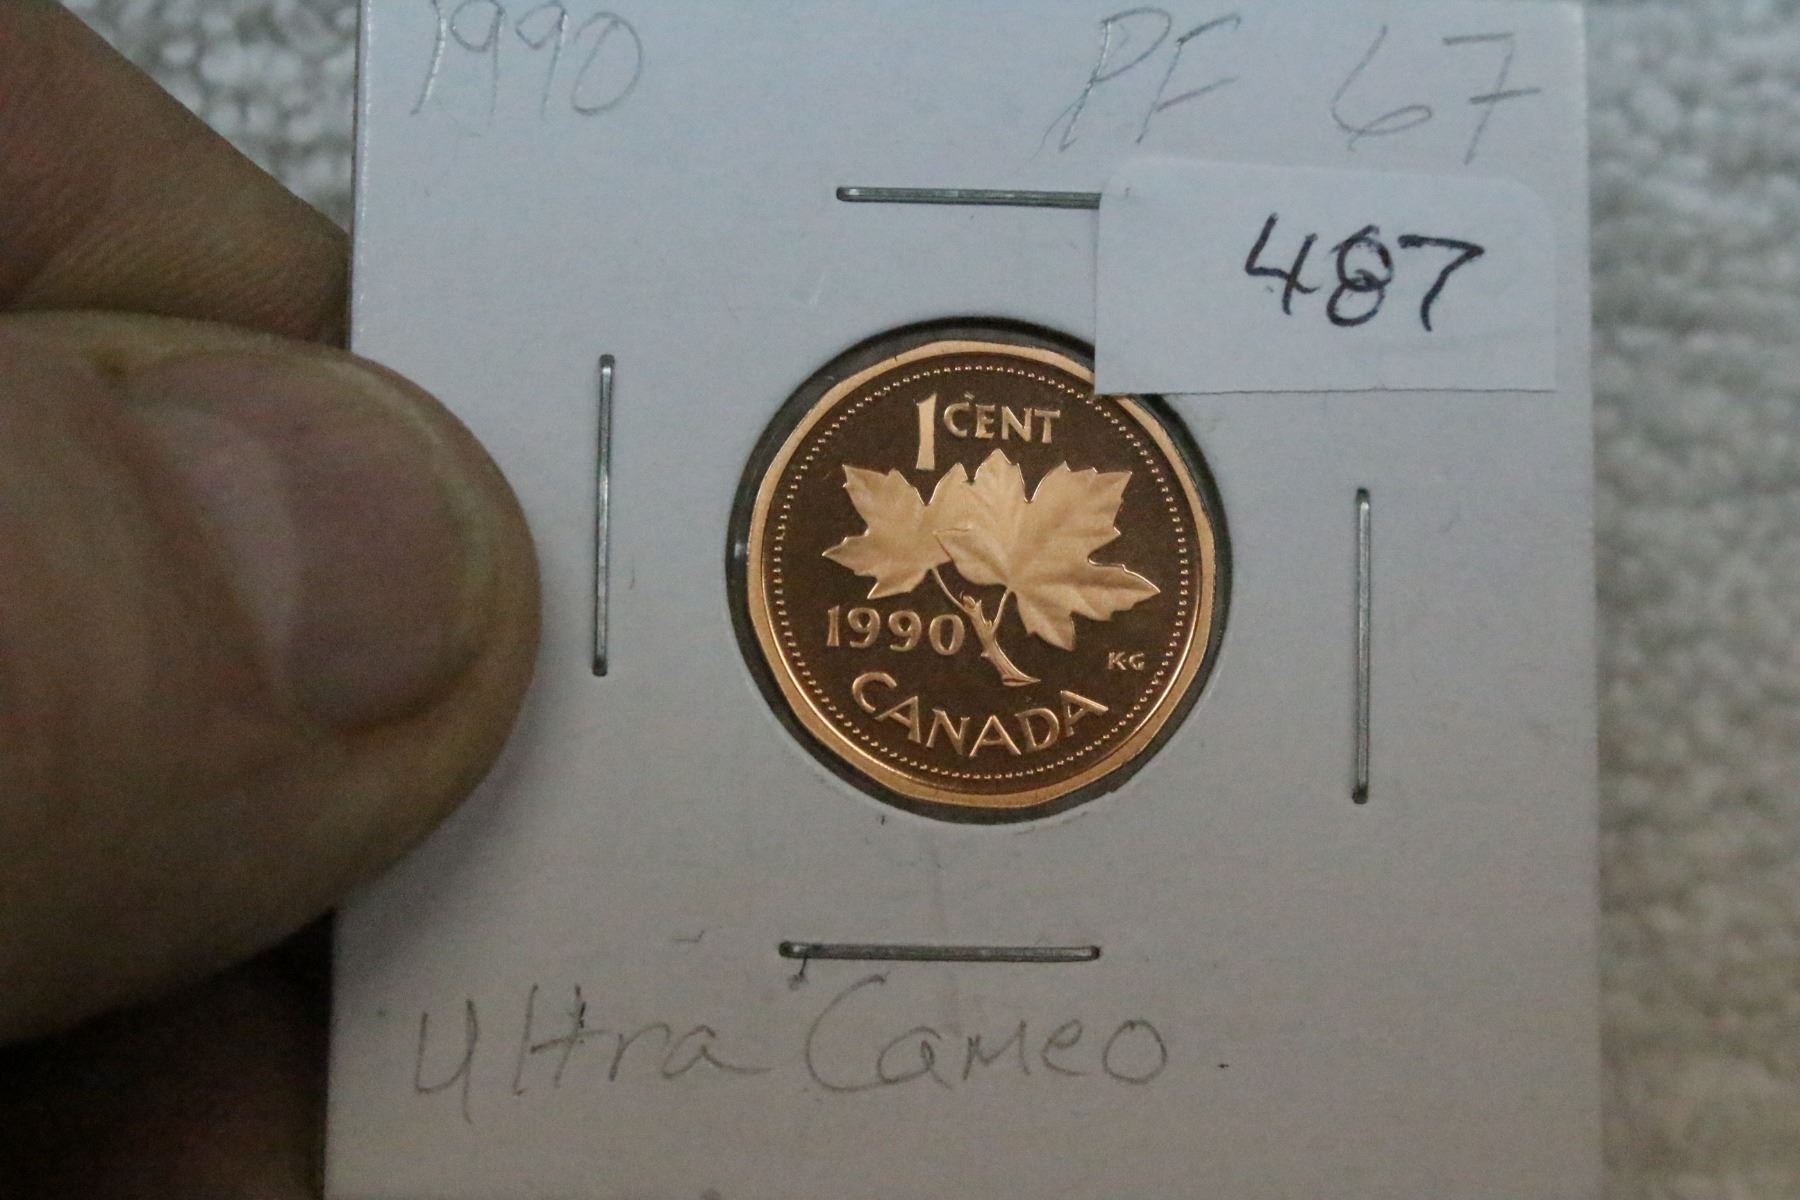 1990 PF 67
487
1 CENT
1990
KG
CANADA
Ultra Cameo.